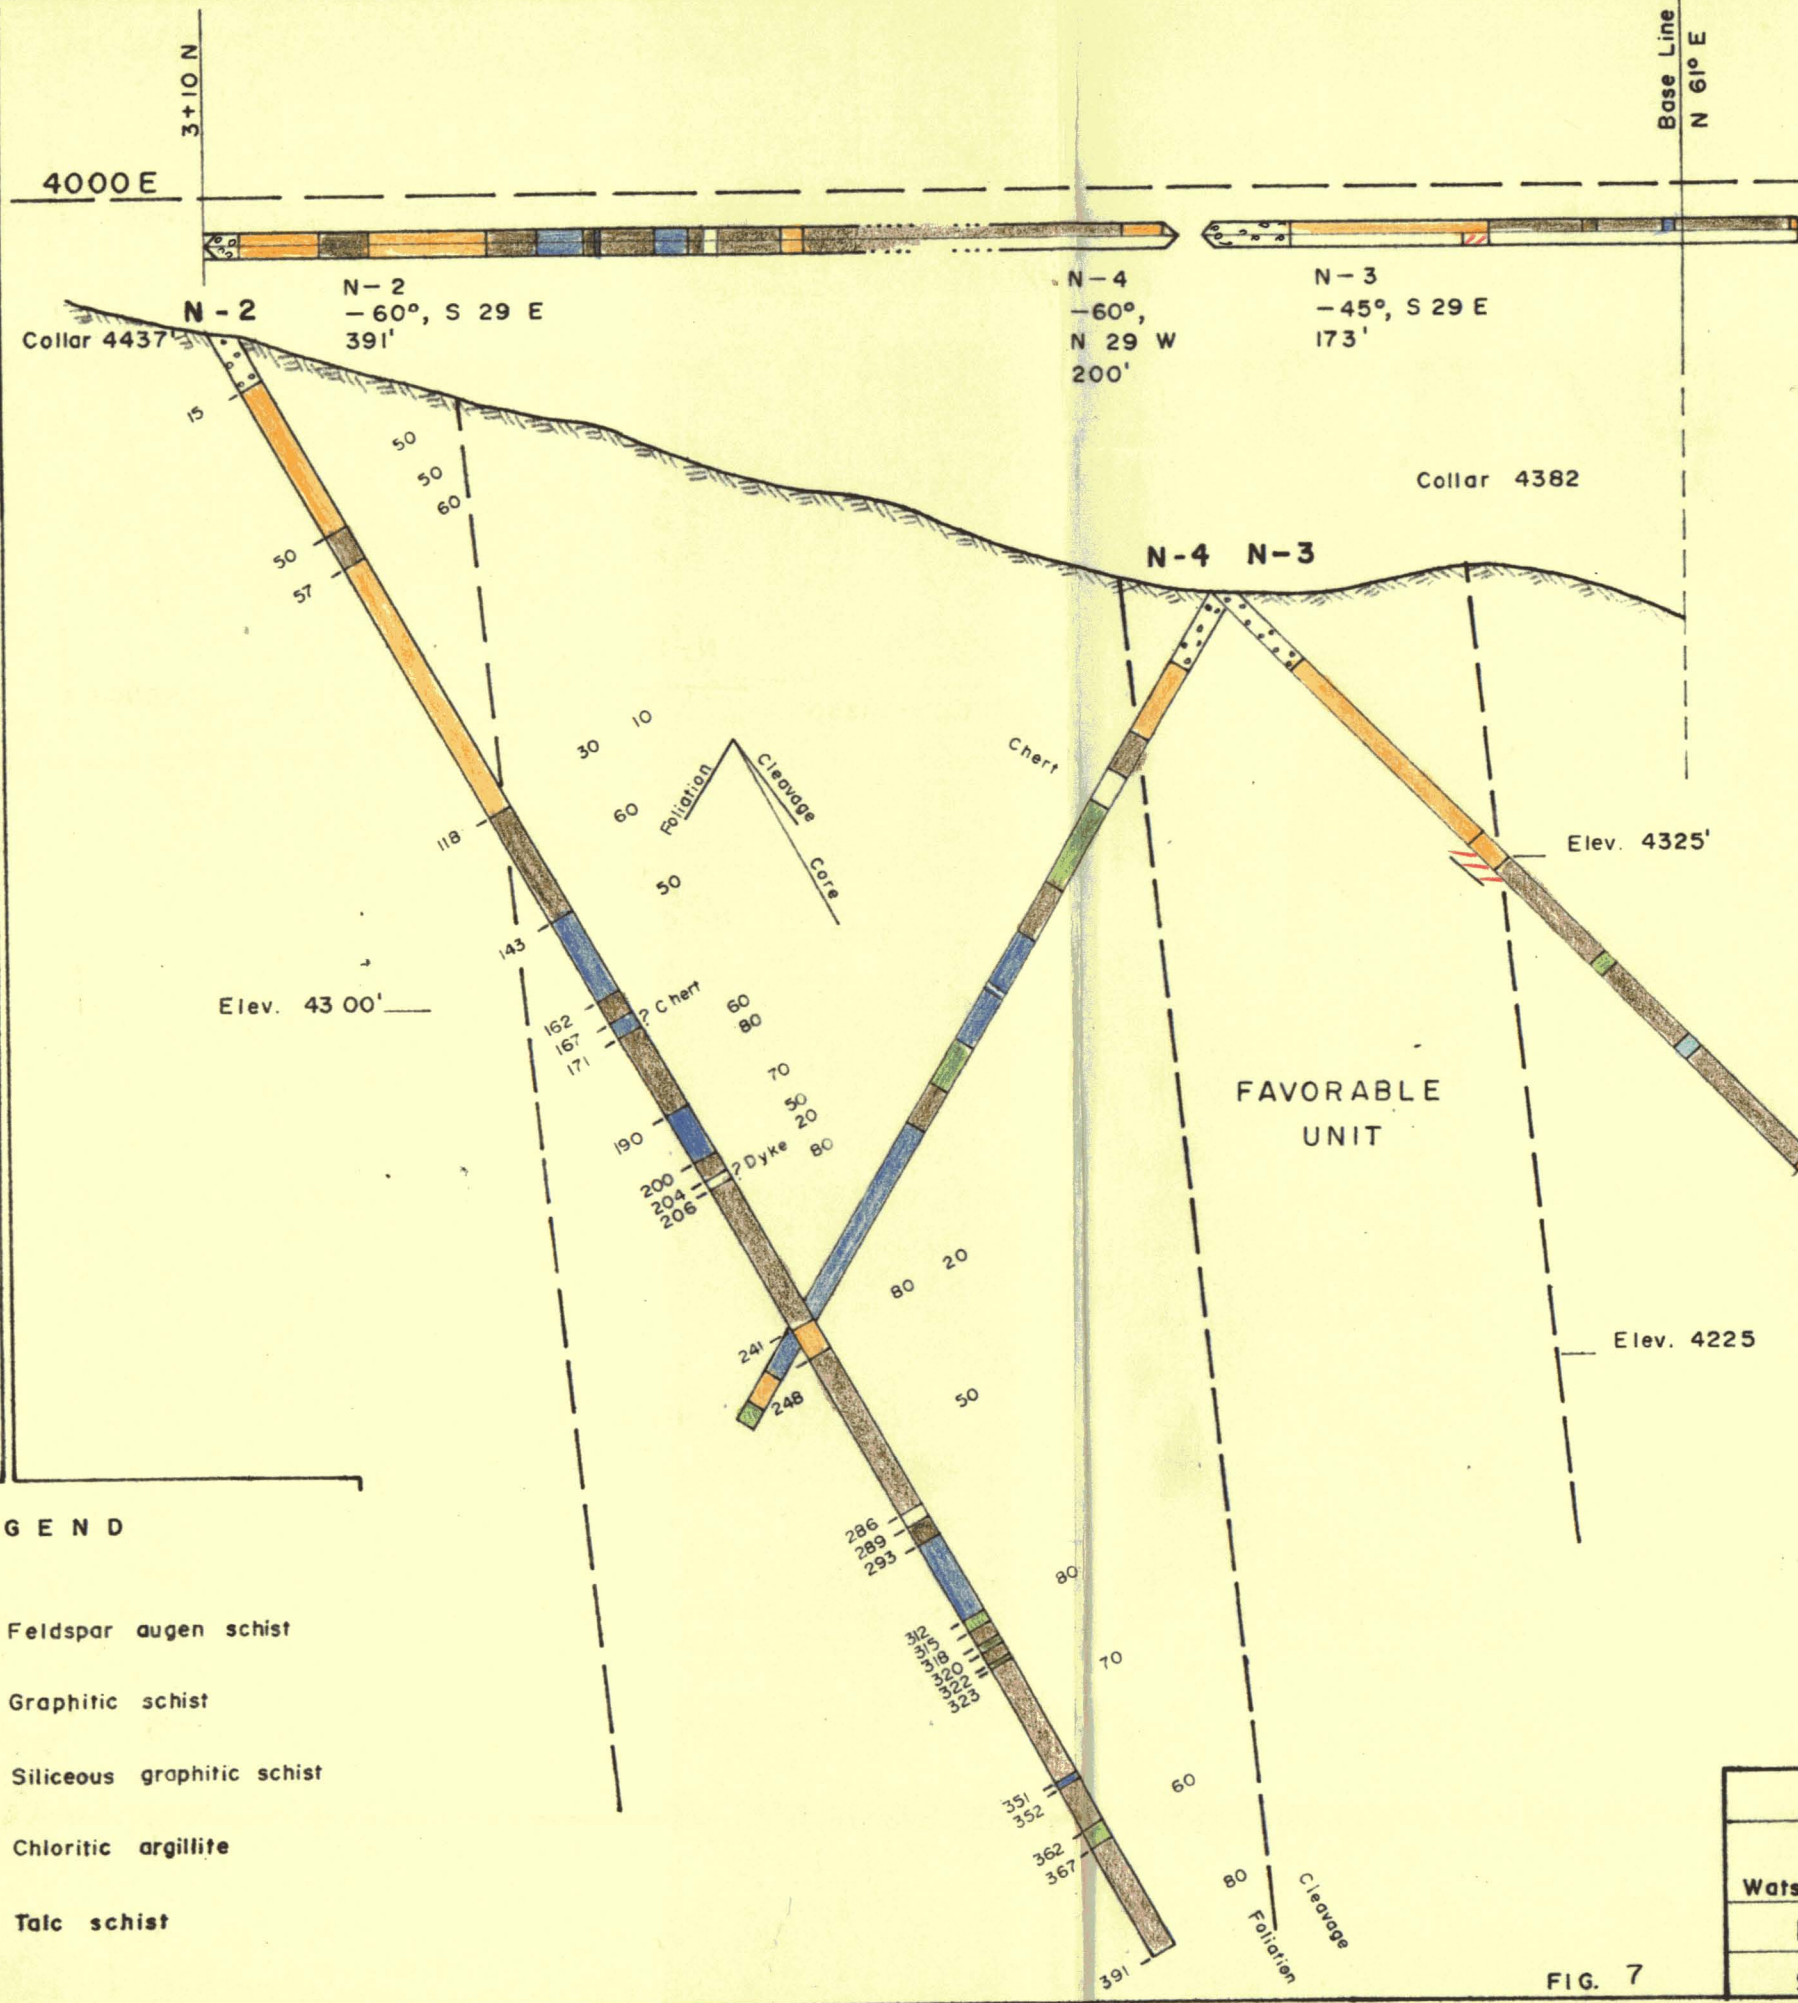 3+10 N
Base Line
N 61° E
4000 E
N-2
-60°, S 29 E
391'
N-4
-60°,
N 29 W
200'
N-3
-45°, S 29 E
173'
N-2
Collar 4437'
Collar 4382
N-4 N-3
15
50
50
60
50
57
118
143
162
167
171
190
200
204
206
241
248
286
289
293
312
315
318
320
322
323
351
352
362
367
391
10
30
60
50
Foliation
Cleavage
Core
Chert
? Chert
60
80
70
50
20
80
? Dyke
20
80
50
80
70
60
80
Elev. 4300'
Elev. 4325'
Elev. 4225
FAVORABLE
UNIT
Cleavage
Foliation
GEND
Feldspar augen schist
Graphitic schist
Siliceous graphitic schist
Chloritic argillite
Talc schist
Wats
FIG. 7